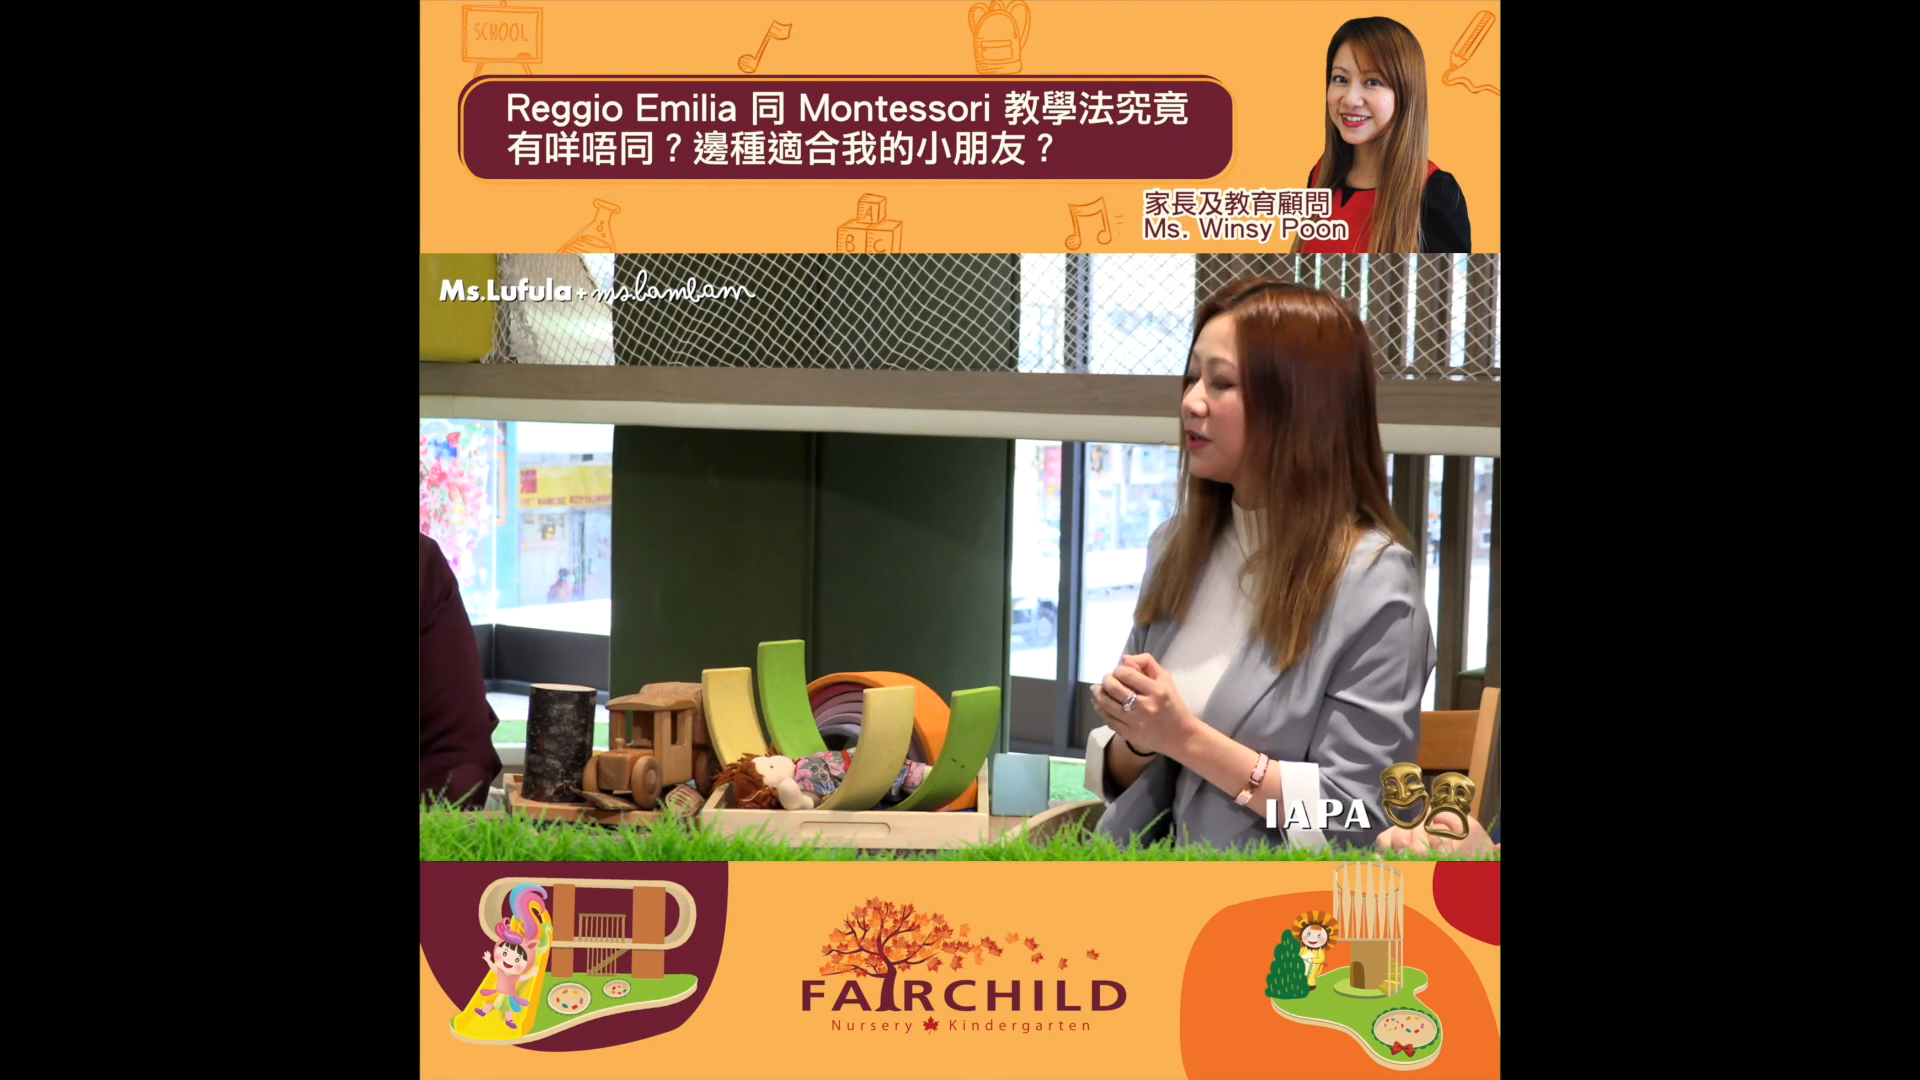 SCHOOL
Reggio Emilia 同 Montessori 教學法究竟
有咩唔同？邊種適合我的小朋友？
A
B C
家長及教育顧問
Ms. Winsy Poon
Ms.Lufula + ms.bambam
IAPA
FAIRCHILD
Nursery Kindergarten